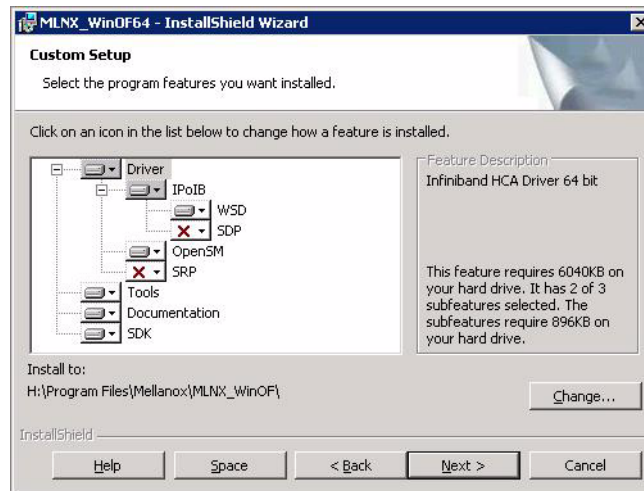 MLNX_WinOF64 - InstallShield Wizard
Custom Setup
Select the program features you want installed.
Click on an icon in the list below to change how a feature is installed.
Driver
IPoIB
WSD
SDP
OpenSM
SRP
Tools
Documentation
SDK
Feature Description
Infiniband HCA Driver 64 bit
This feature requires 6040KB on
your hard drive. It has 2 of 3
subfeatures selected. The
subfeatures require 896KB on
your hard drive.
Install to:
H:\Program Files\Mellanox\MLNX_WinOF\
Change...
InstallShield
Help
Space
< Back
Next >
Cancel